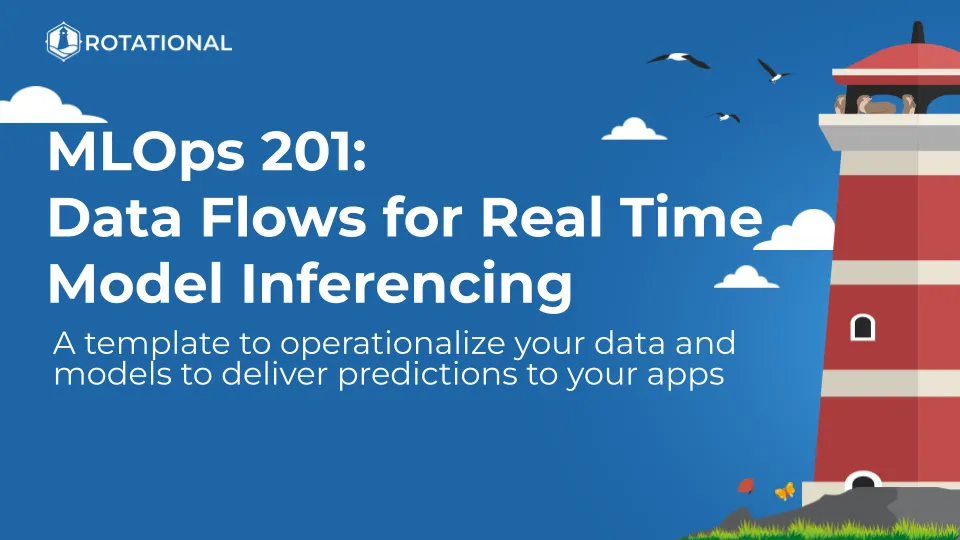 ROTATIONAL
MLOps 201:
Data Flows for Real Time
Model Inferencing
A template to operationalize your data and
models to deliver predictions to your apps